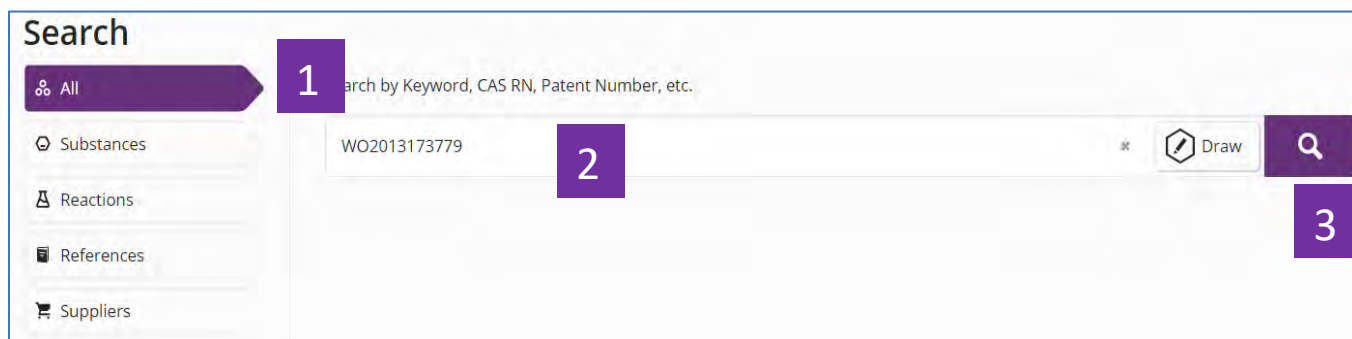 Search
All
1
arch by Keyword, CAS RN, Patent Number, etc.
Substances
WO2013173779
2
Draw
Reactions
3
References
Suppliers